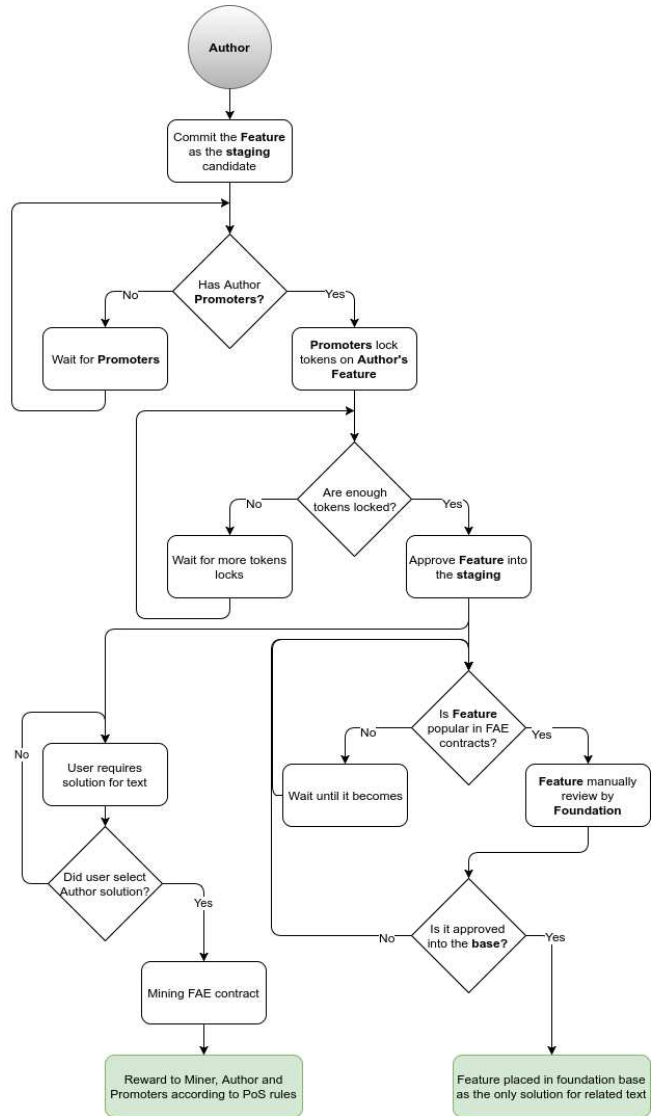 Author
Commit the Feature
as the staging
candidate
Has Author
Promoters?
No
Yes
Wait for Promoters
Promoters lock
tokens on Author's
Feature
Are enough
tokens locked?
No
Yes
Wait for more tokens
locks
Approve Feature into
the staging
Is Feature
popular in FAE
contracts?
No
Yes
No
User requires
solution for text
Wait until it becomes
Feature manually
review by
Foundation
Did user select
Author solution?
Yes
Is it approved
into the base?
No
Yes
Mining FAE contract
Reward to Miner, Author and
Promoters according to PoS rules
Feature placed in foundation base
as the only solution for related text